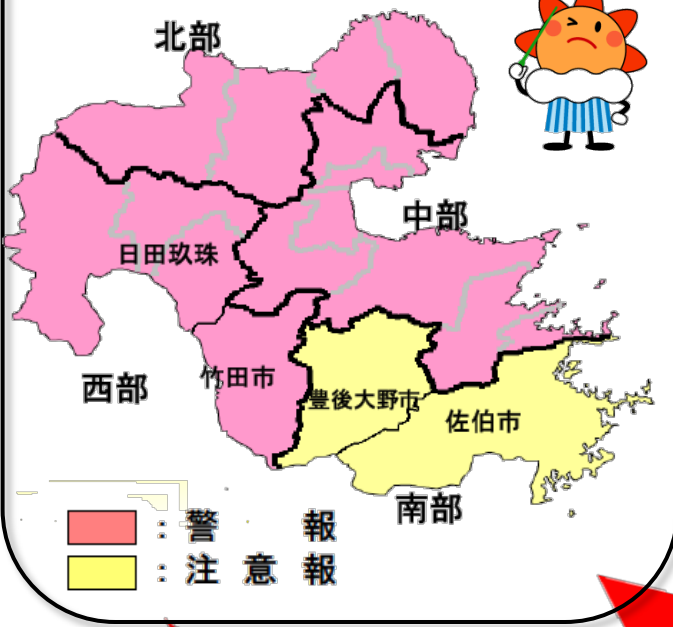 北部
中部
日田玖珠
西部
竹田市
豊後大野市
佐伯市
南部
：警　　報
：注 意 報